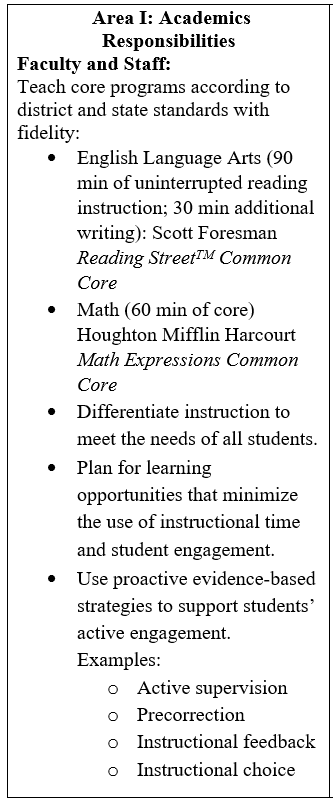 Area I: Academics
Responsibilities
Faculty and Staff:
Teach core programs according to
district and state standards with
fidelity:
• English Language Arts (90
min of uninterrupted reading
instruction; 30 min additional
writing): Scott Foresman
Reading Street™ Common
Core
• Math (60 min of core)
Houghton Mifflin Harcourt
Math Expressions Common
Core
• Differentiate instruction to
meet the needs of all students.
• Plan for learning
opportunities that minimize
the use of instructional time
and student engagement.
• Use proactive evidence-based
strategies to support students’
active engagement.
Examples:
o Active supervision
o Precorrection
o Instructional feedback
o Instructional choice